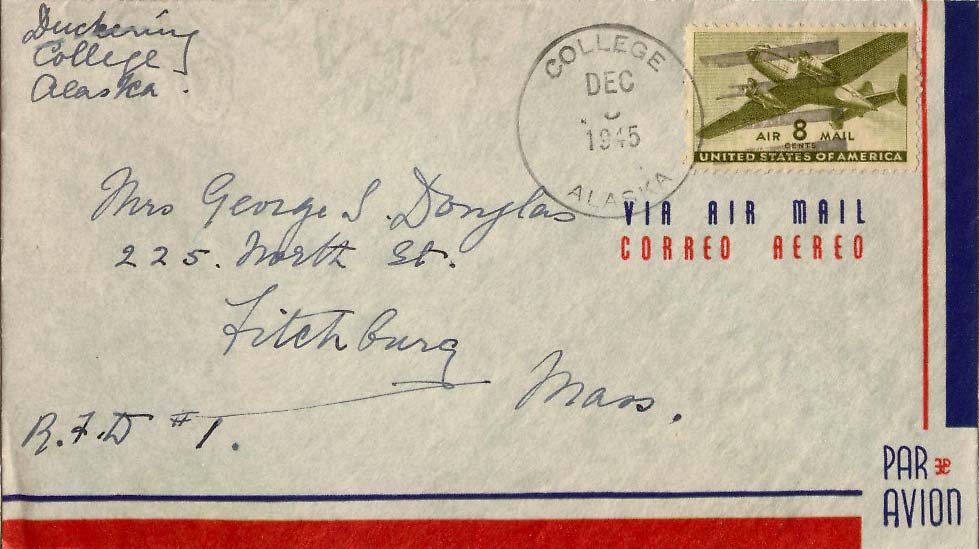 Duckering
College
Alaska.
COLLEGE
DEC
1945
ALASKA
AIR 8 MAIL
CENTS
UNITED STATES OF AMERICA
VIA AIR MAIL
CORREO AEREO
Mrs George S. Douglas
225. North St.
Fitchburg
Mass.
R.F.D #1.
PAR
AVION